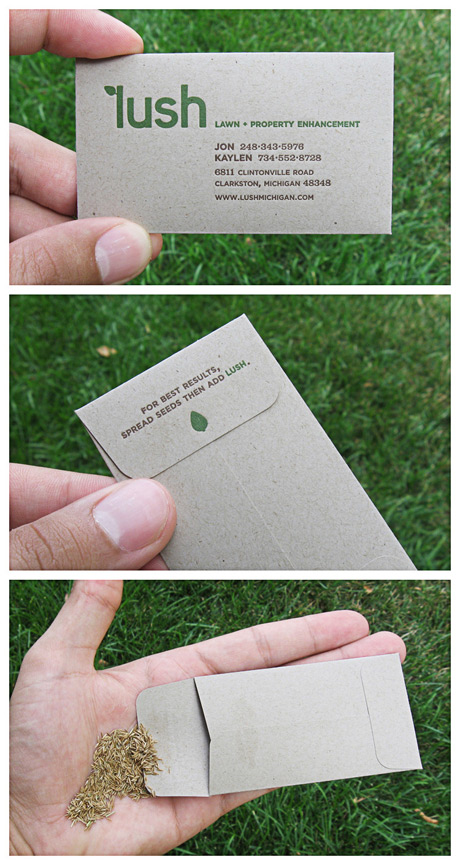 lush
LAWN + PROPERTY ENHANCEMENT
JON 248·343·5976
KAYLEN 734·552·8728
6811 CLINTONVILLE ROAD
CLARKSTON, MICHIGAN 48348
WWW.LUSHMICHIGAN.COM
FOR BEST RESULTS,
SPREAD SEEDS THEN ADD LUSH.